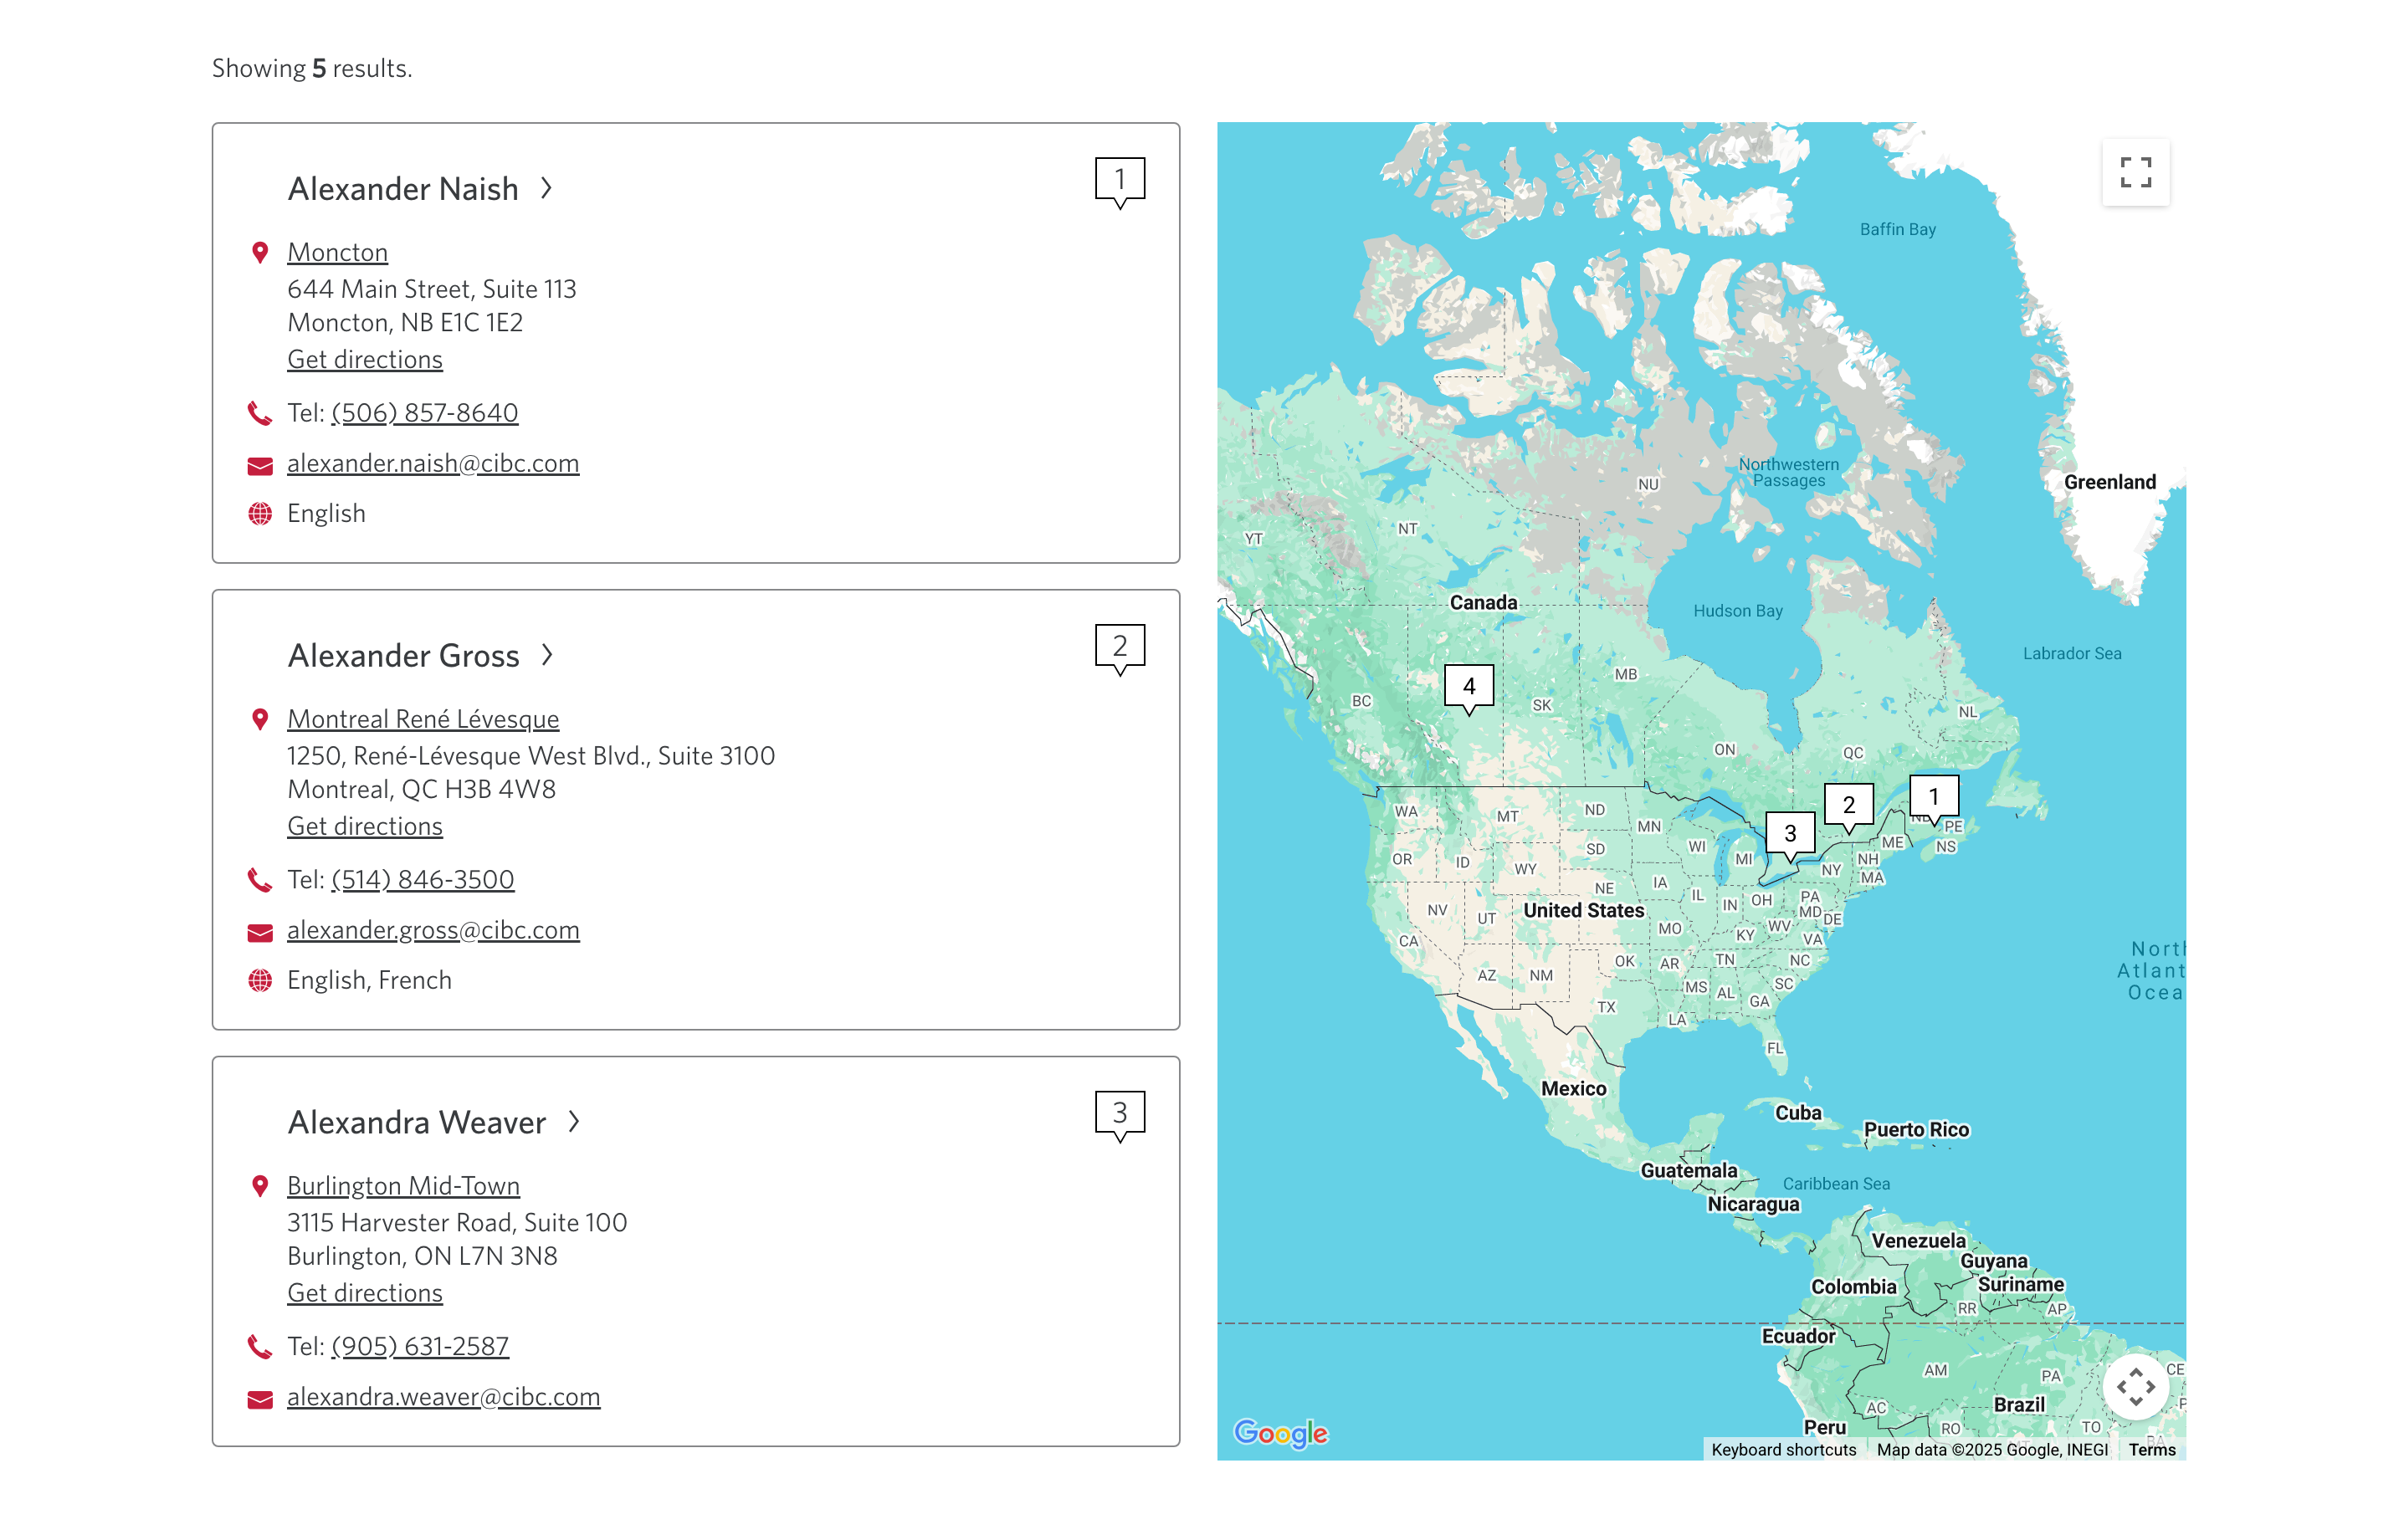 Showing 5 results.
Alexander Naish
1
Moncton
644 Main Street, Suite 113
Moncton, NB E1C 1E2
Get directions
Tel: (506) 857-8640
alexander.naish@cibc.com
English
Alexander Gross
2
Montreal René Lévesque
1250, René-Lévesque West Blvd., Suite 3100
Montreal, QC H3B 4W8
Get directions
Tel: (514) 846-3500
alexander.gross@cibc.com
English, French
Alexandra Weaver
3
Burlington Mid-Town
3115 Harvester Road, Suite 100
Burlington, ON L7N 3N8
Get directions
Tel: (905) 631-2587
alexandra.weaver@cibc.com
Baffin Bay
Northwestern
Passages
Greenland
NU
NT
YT
Canada
Hudson Bay
Labrador Sea
MB
4
BC
SK
NL
ON
QC
1
2
3
PE
NS
ME
WA
MT
ND
MN
OR
ID
SD
WI
MI
NH
WY
NY
MA
NE
IA
IL
IN
OH
PA
NV
UT
United States
MD
DE
MO
KY
WV
VA
CA
OK
AR
TN
NC
AZ
NM
MS
AL
SC
GA
TX
LA
FL
North
Atlant
Ocea
Mexico
Cuba
Puerto Rico
Guatemala
Caribbean Sea
Nicaragua
Venezuela
Guyana
Colombia
Suriname
RR
AP
Ecuador
AM
PA
CE
AC
Brazil
Peru
RO
TO
Google
Keyboard shortcuts
Map data ©2025 Google, INEGI
Terms